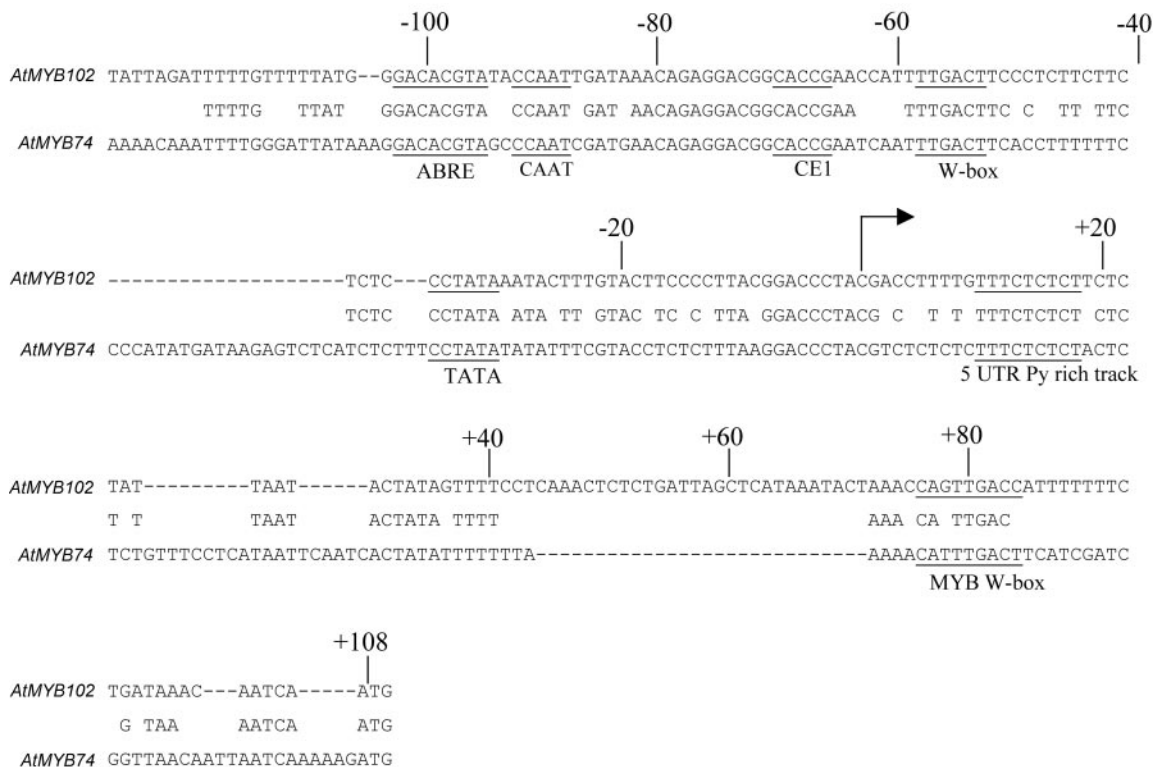 -100 -80 -60 -40
AtMYB102 TATTAGATTTTTGTTTTTATG--GGACACGTATACCAATTGATAAACAGAGGACGGCACCGAACCATTTTGACTTCCCTCTTCTTC
TTTTG TTAT GGACACGTA CCAAT GAT AACAGAGGACGGCACCGAA TTTGACTTC C TT TTC
AtMYB74 AAAACAAATTTTGGGATTATAAAGGACACGTAGCCCAATCGATGAACAGAGGACGGCACCGAATCAATTTGACTTCACCTTTTTTC
ABRE CAAT CE1 W-box
-20 +20
AtMYB102 --------------------TCTC---CCTATAAATACTTTGTACTTCCCCTTACGGACCCTACGACCTTTTGTTTCTCTCTTCTC
TCTC CCTATA ATA TT GTAC TC C TTA GGACCCTACG C T T TTTCTCTCT CTC
AtMYB74 CCCATATGATAAGAGTCTCATCTCTTTCCTATATATATTTCGTACCTCTCTTTAAGGACCCTACGTCTCTCTCTTTCTCTCTACTC
TATA 5 UTR Py rich track
+40 +60 +80
AtMYB102 TAT---------TAAT------ACTATAGTTTTCCTCAAACTCTCTGATTAGCTCATAAATACTAAACCAGTTGACCATTTTTTTC
T T TAAT ACTATA TTTT AAA CA TTGAC
AtMYB74 TCTGTTTCCTCATAATTCAATCACTATATTTTTTTA----------------------------AAAACATTTGACTTCATCGATC
MYB W-box
+108
AtMYB102 TGATAAAC---AATCA-----ATG
G TAA AATCA ATG
AtMYB74 GGTTAACAATTAATCAAAAAGATG